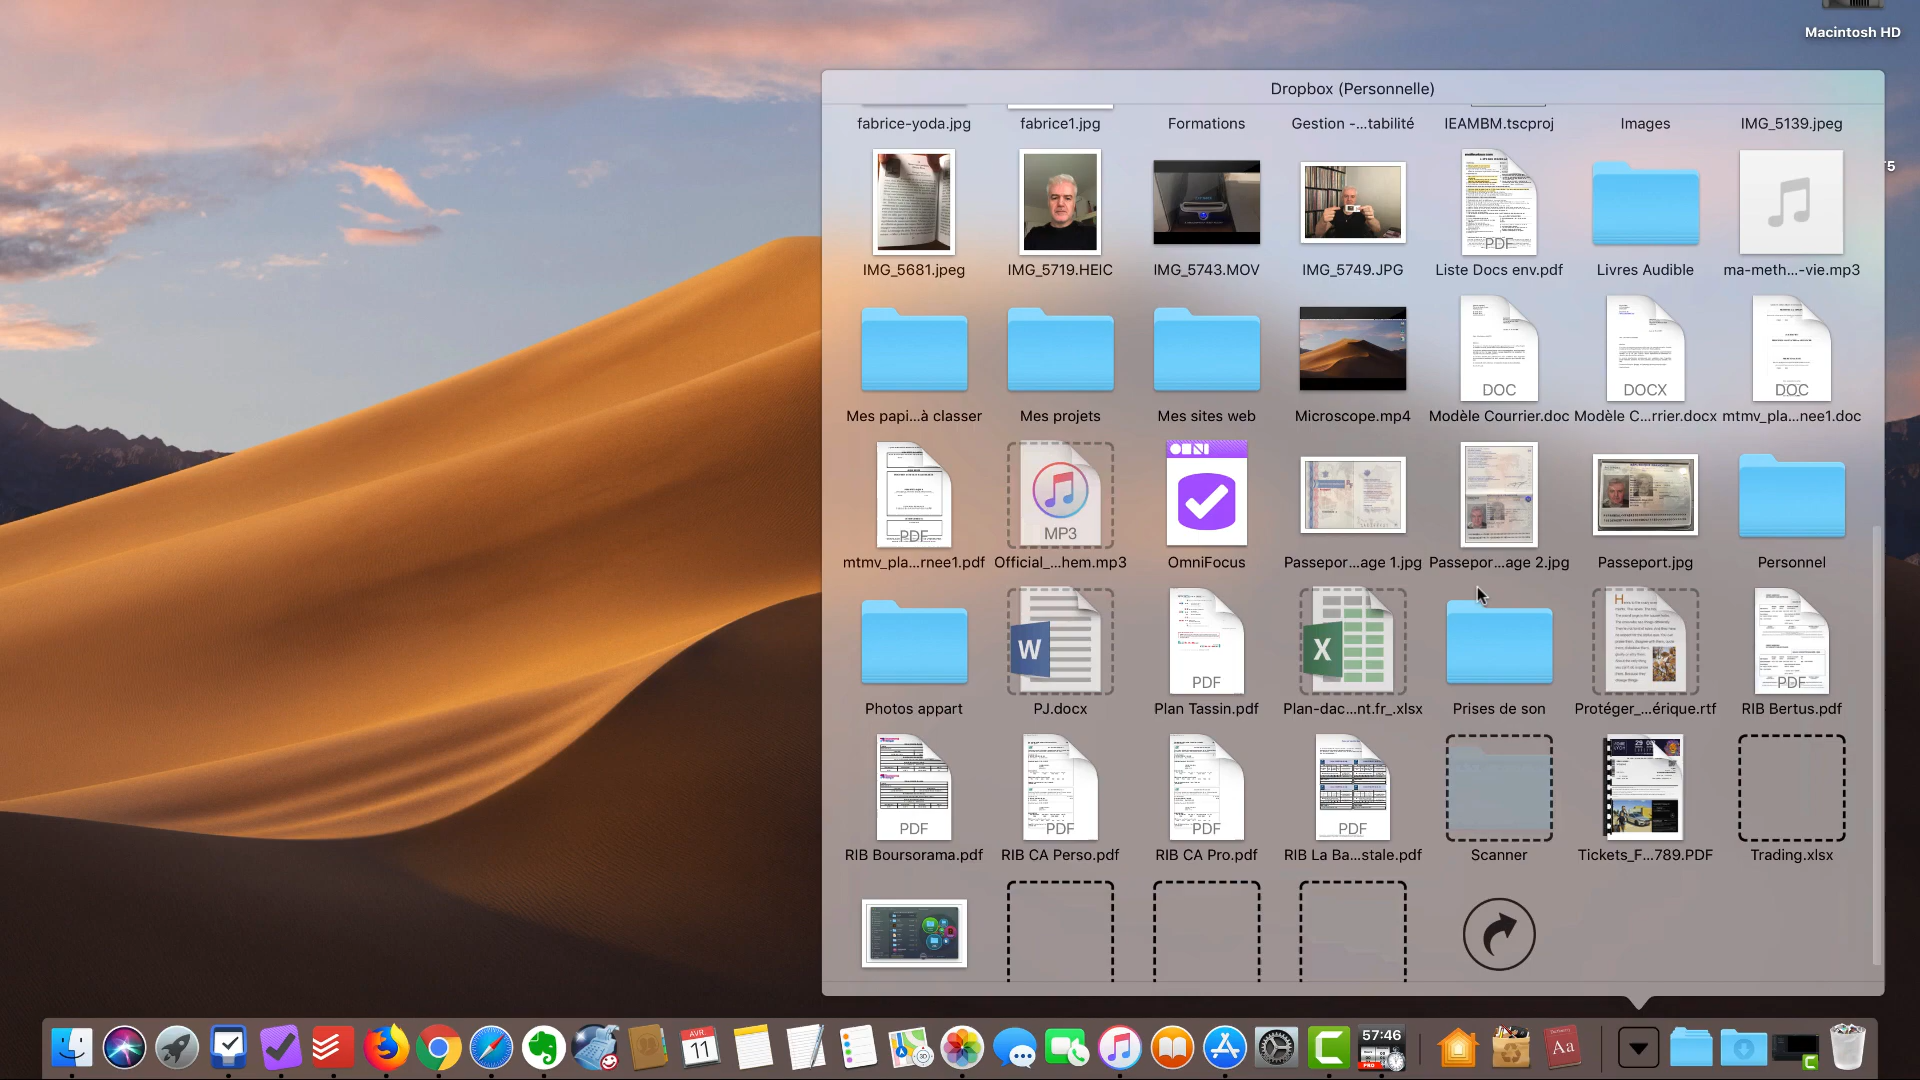 Macintosh HD
Dropbox (Personnelle)
fabrice-yoda.jpg
fabrice1.jpg
Formations
Gestion -...tabilité
IEAMBM.tscproj
Images
IMG_5139.jpeg
T5
PDF
IMG_5681.jpeg
IMG_5719.HEIC
IMG_5743.MOV
IMG_5749.JPG
Liste Docs env.pdf
Livres Audible
ma-meth...-vie.mp3
DOC
DOCX
DOC
Mes papi...à classer
Mes projets
Mes sites web
Microscope.mp4
Modèle Courrier.doc
Modèle C...rrier.docx
mtmv_pla...nee1.doc
OMNI
PDF
MP3
mtmv_pla...rnee1.pdf
Official_...hem.mp3
OmniFocus
Passepor...age 1.jpg
Passepor...age 2.jpg
Passeport.jpg
Personnel
W
PDF
X
PDF
Photos appart
PJ.docx
Plan Tassin.pdf
Plan-dac...nt.fr_.xlsx
Prises de son
Protéger_...érique.rtf
RIB Bertus.pdf
PDF
PDF
PDF
PDF
RIB Boursorama.pdf
RIB CA Perso.pdf
RIB CA Pro.pdf
RIB La Ba...stale.pdf
Scanner
Tickets_F...789.PDF
Trading.xlsx
AVR.
11
3D
57:46
PRO
Aa